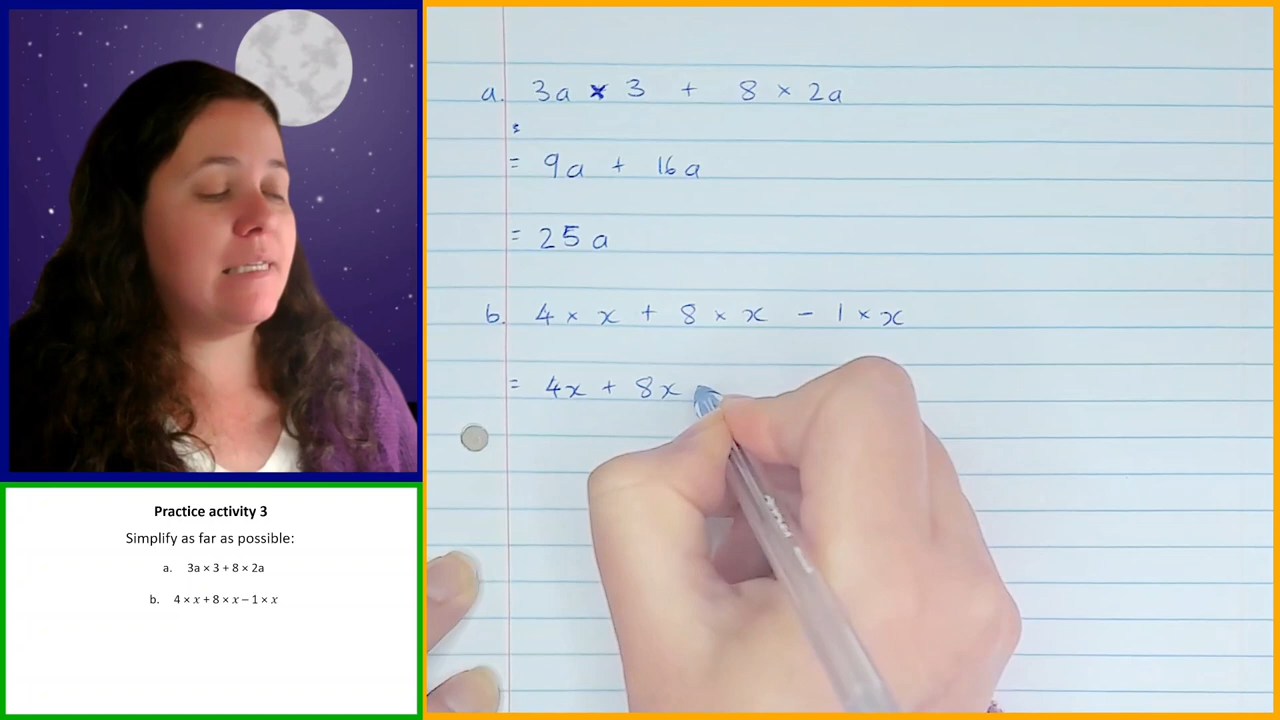 a. 3a × 3 + 8 × 2a
= 9a + 16a
= 25a
b. 4 × x + 8 × x - 1 × x
= 4x + 8x
Practice activity 3
Simplify as far as possible:
a. 3a × 3 + 8 × 2a
b. 4 × x + 8 × x – 1 × x